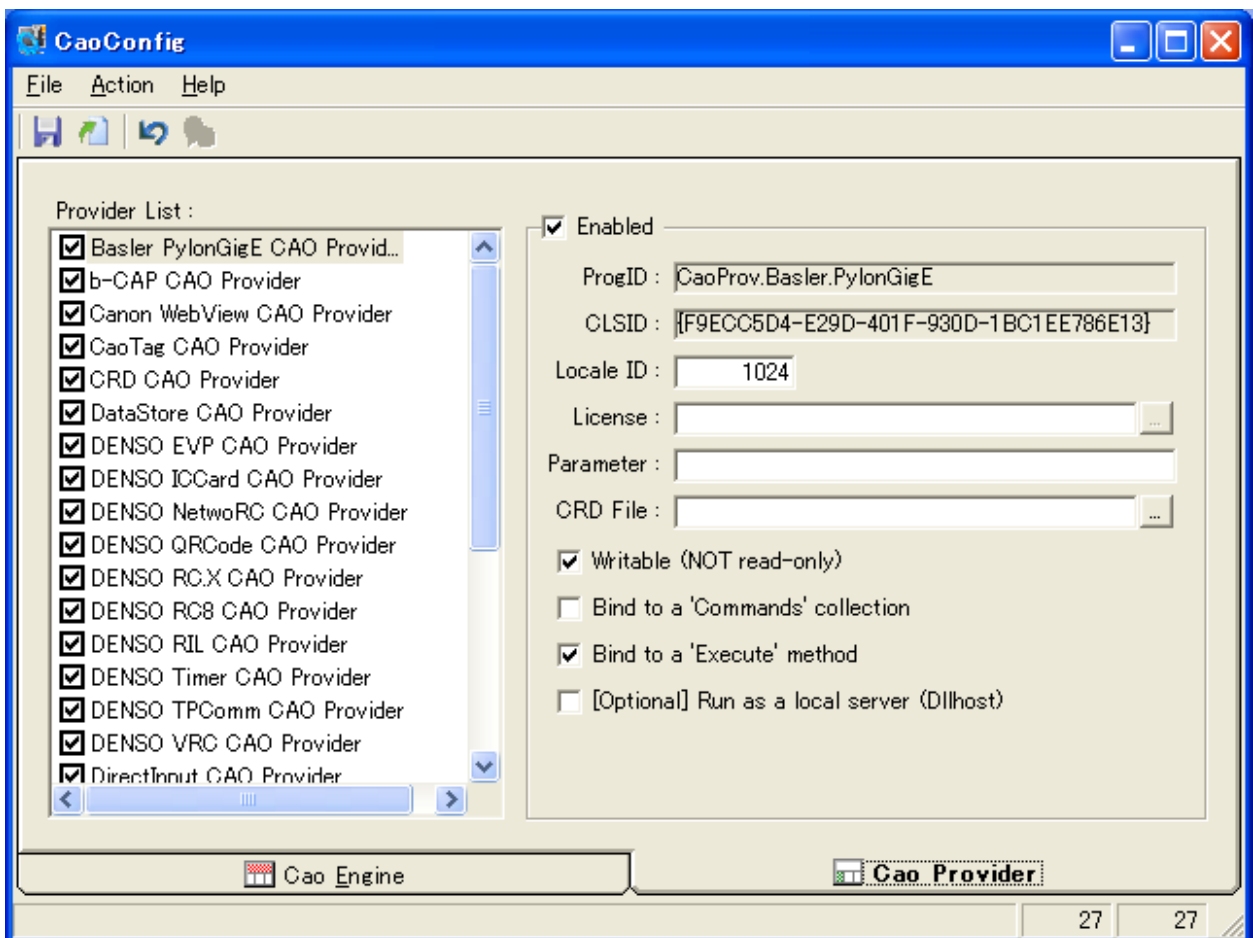 CaoConfig
File Action Help
Provider List :
Basler PylonGigE CAO Provid...
b-CAP CAO Provider
Canon WebView CAO Provider
CaoTag CAO Provider
CRD CAO Provider
DataStore CAO Provider
DENSO EVP CAO Provider
DENSO ICCard CAO Provider
DENSO NetwoRC CAO Provider
DENSO QRCode CAO Provider
DENSO RC.X CAO Provider
DENSO RC8 CAO Provider
DENSO RIL CAO Provider
DENSO Timer CAO Provider
DENSO TPComm CAO Provider
DENSO VRC CAO Provider
DirectInput CAO Provider
Enabled
ProgID : CaoProv.Basler.PylonGigE
CLSID : {F9ECC5D4-E29D-401F-930D-1BC1EE786E13}
Locale ID : 1024
License : ...
Parameter :
CRD File : ...
Writable (NOT read-only)
Bind to a 'Commands' collection
Bind to a 'Execute' method
[Optional] Run as a local server (Dllhost)
Cao Engine Cao Provider
27 27